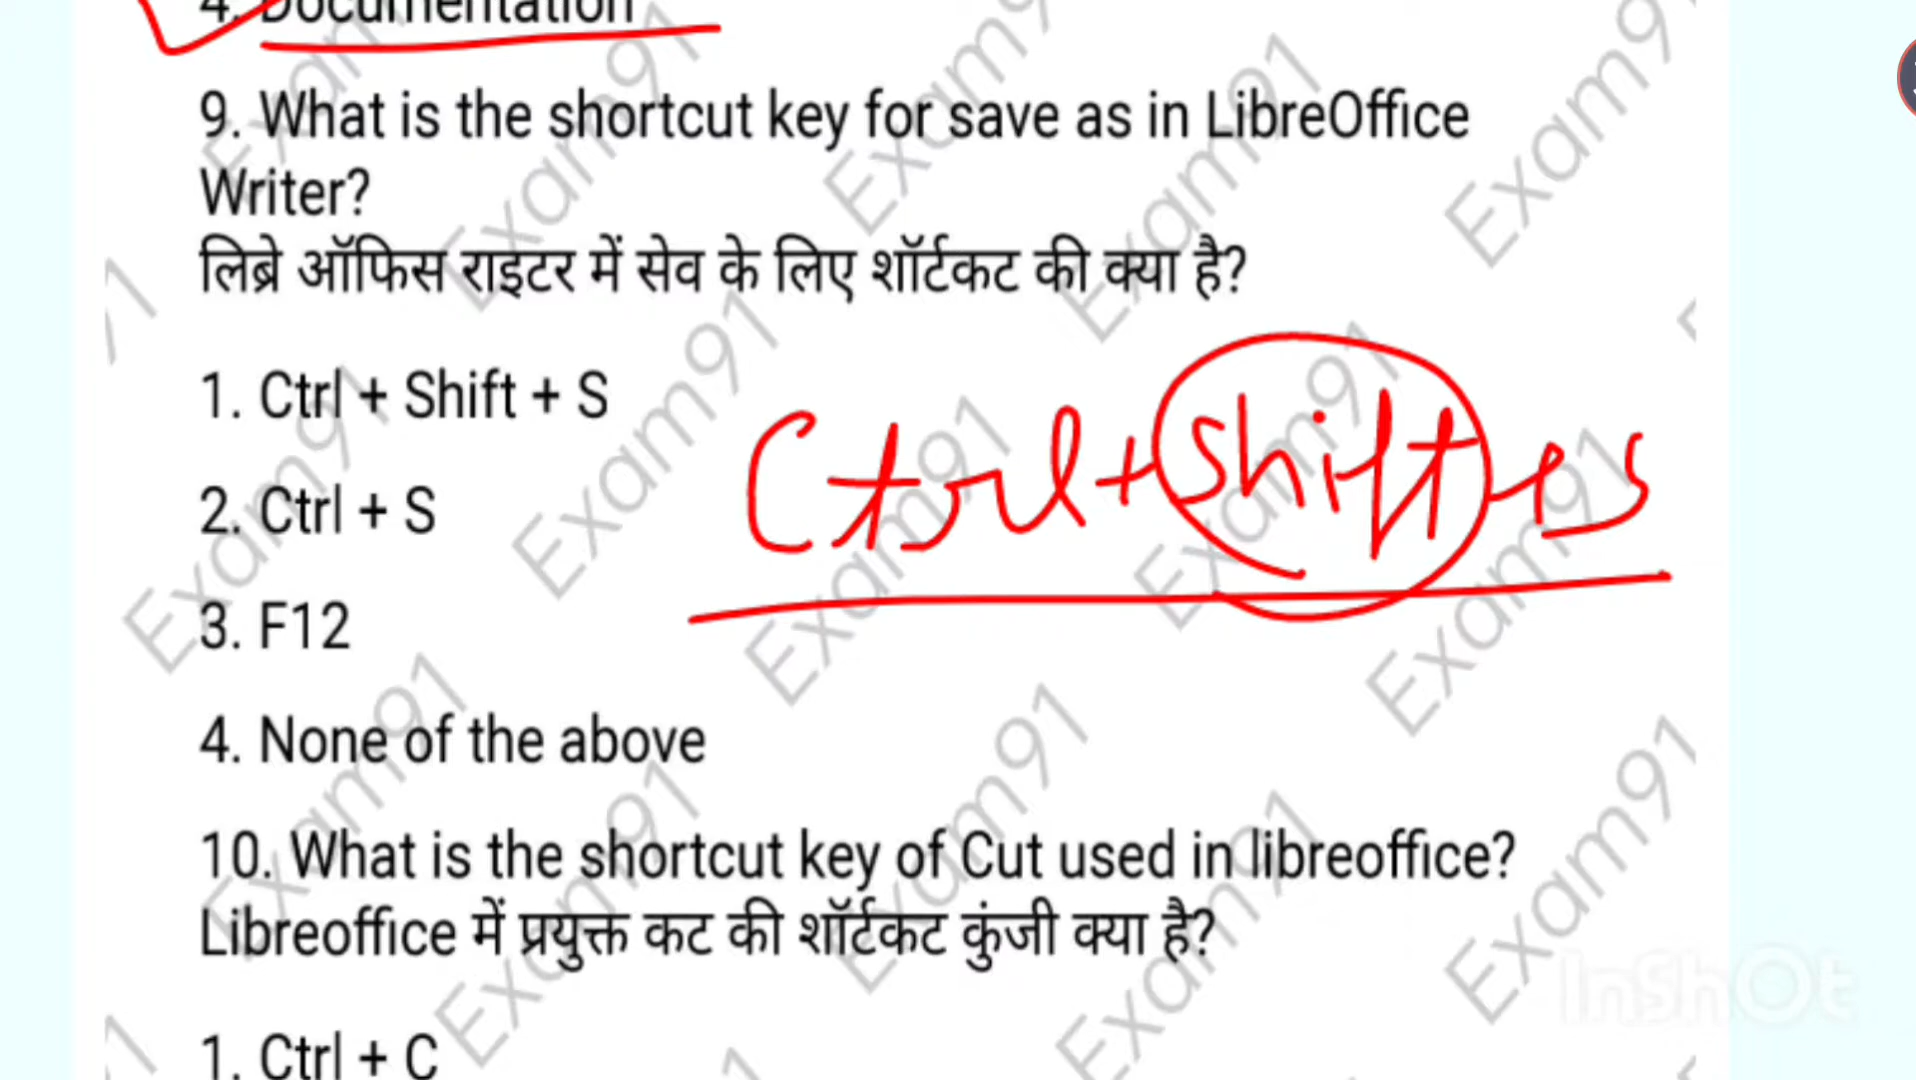 4. Documentation
9. What is the shortcut key for save as in LibreOffice
Writer?
लिब्रे ऑफिस राइटर में सेव के लिए शॉर्टकट की क्या है?
1. Ctrl + Shift + S
Ctrl+Shift+s
2. Ctrl + S
3. F12
4. None of the above
10. What is the shortcut key of Cut used in libreoffice?
Libreoffice में प्रयुक्त कट की शॉर्टकट कुंजी क्या है?
1. Ctrl + C
Exam91
InShOt